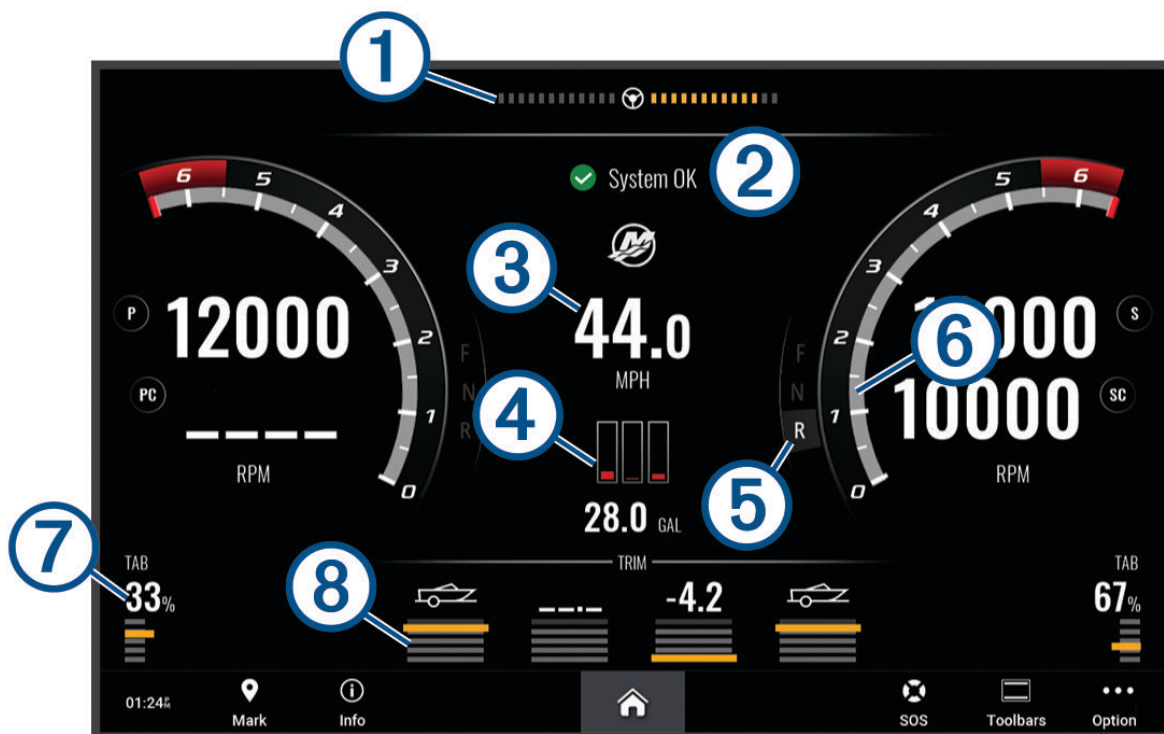 1
2
System OK
3
44.0
MPH
P
12000
PC
– – – –
RPM
6
5
4
3
2
1
0
F
N
R
4
28.0 GAL
5
F
N
R
6
5
4
3
2
1
0
6
S
10000
SC
RPM
7
TAB
33%
8
TRIM
– – . –
-4.2
TAB
67%
01:24 PM
Mark
Info
SOS
Toolbars
Option